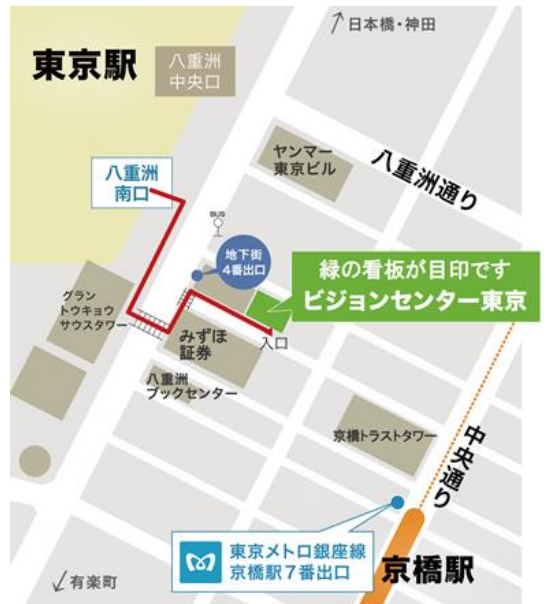 日本橋・神田
東京駅
八重洲
中央口
ヤンマー
東京ビル
八重洲通り
八重洲
南口
BUS
地下街
4番出口
緑の看板が目印です
ビジョンセンター東京
グラン
トウキョウ
サウスタワー
みずほ
証券
入口
八重洲
ブックセンター
京橋トラストタワー
中央通り
東京メトロ銀座線
京橋駅7番出口
京橋駅
有楽町